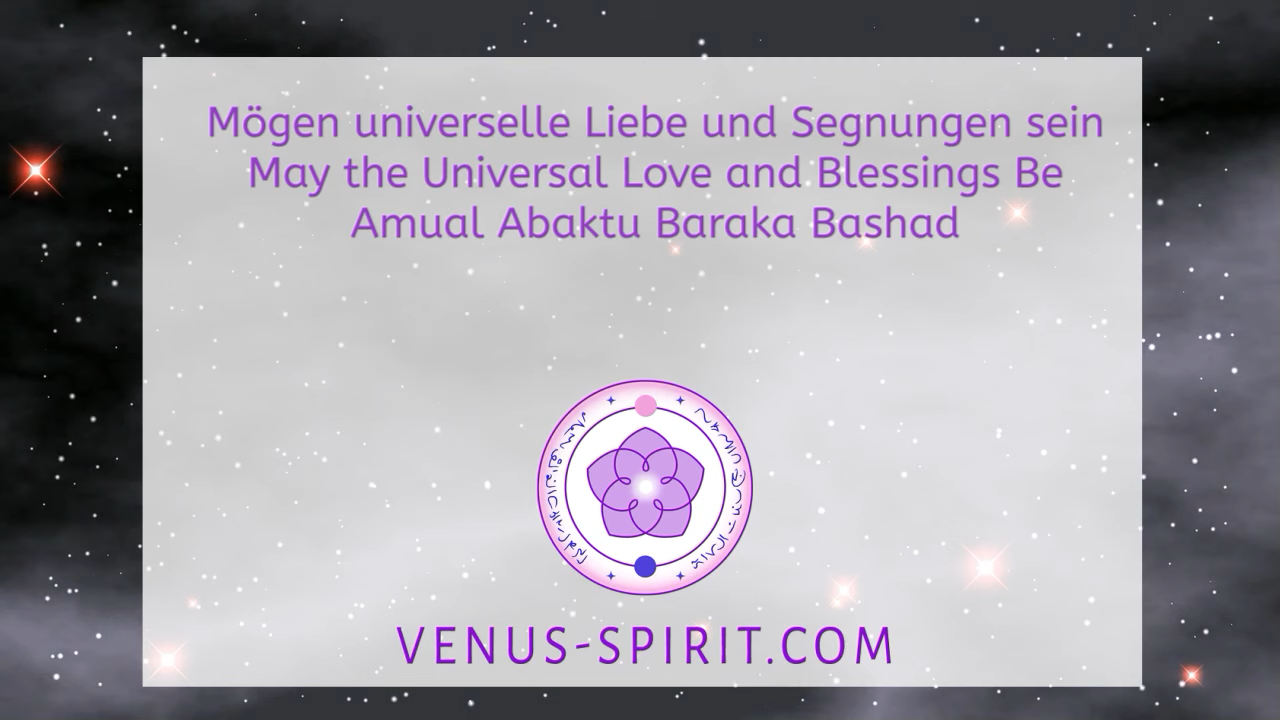 Mögen universelle Liebe und Segnungen sein
May the Universal Love and Blessings Be
Amual Abaktu Baraka Bashad
VENUS-SPIRIT.COM